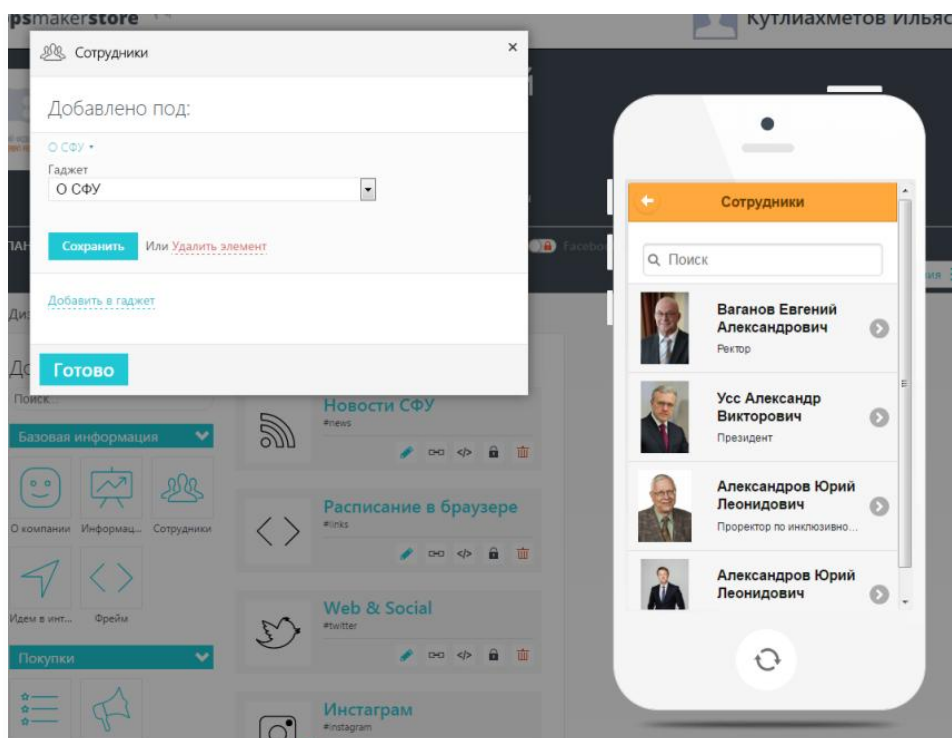 psmakerstore
Кутлиахметов Ильяс
Сотрудники
×
Добавлено под:
О СФУ
Гаджет
О СФУ
Сохранить Или Удалить элемент
Добавить в гаджет
Готово
Faceboo
Поиск...
Базовая информация
О компании Информац... Сотрудники
Идем в инт... Фрейм
Покупки
Новости СФУ
#news
Расписание в браузере
#links
Web & Social
#twitter
Инстаграм
#instagram
Сотрудники
Поиск
Ваганов Евгений
Александрович
Ректор
Усс Александр
Викторович
Президент
Александров Юрий
Леонидович
Проректор по инклюзивно...
Александров Юрий
Леонидович